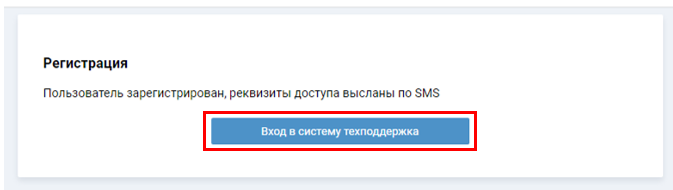 Регистрация
Пользователь зарегистрирован, реквизиты доступа высланы по SMS
Вход в систему техподдержка